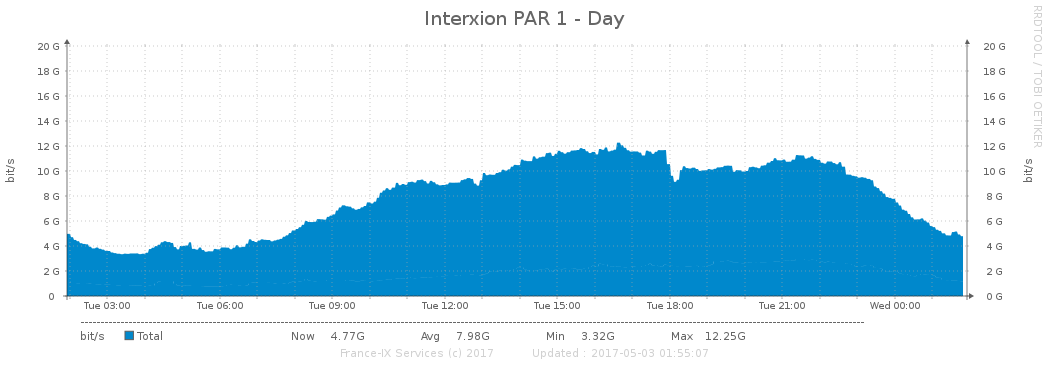 Interxion PAR 1 - Day
RRDTOOL / TOBI OETIKER
bit/s
bit/s
20 G 20 G
18 G 18 G
16 G 16 G
14 G 14 G
12 G 12 G
10 G 10 G
8 G 8 G
6 G 6 G
4 G 4 G
2 G 2 G
0 0 G
Tue 03:00 Tue 06:00 Tue 09:00 Tue 12:00 Tue 15:00 Tue 18:00 Tue 21:00 Wed 00:00
bit/s Total Now 4.77G Avg 7.98G Min 3.32G Max 12.25G
France-IX Services (c) 2017 Updated : 2017-05-03 01:55:07